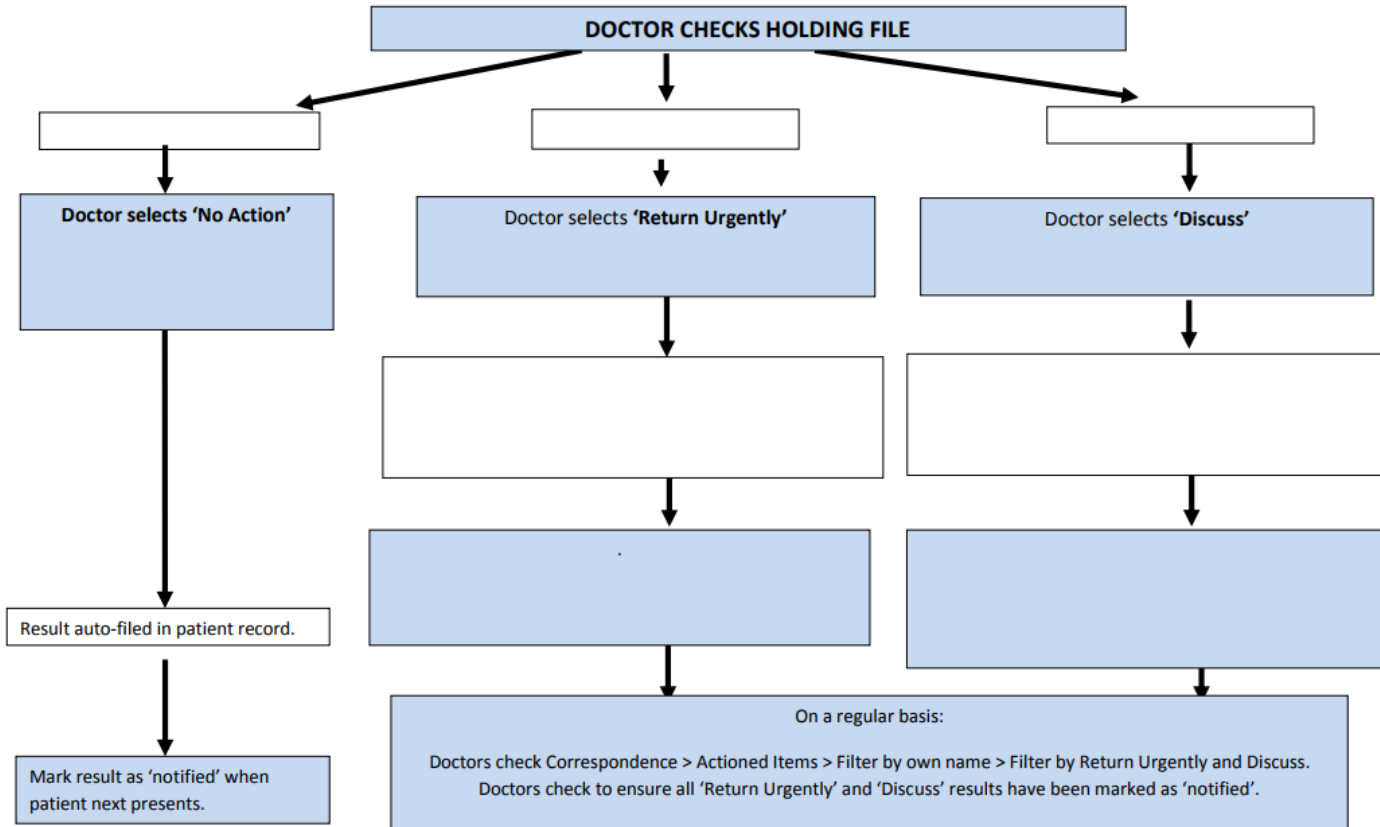 DOCTOR CHECKS HOLDING FILE
Doctor selects ‘No Action’
Doctor selects ‘Return Urgently’
Doctor selects ‘Discuss’
.
Result auto-filed in patient record.
Mark result as ‘notified’ when
patient next presents.
On a regular basis:
Doctors check Correspondence > Actioned Items > Filter by own name > Filter by Return Urgently and Discuss.
Doctors check to ensure all ‘Return Urgently’ and ‘Discuss’ results have been marked as ‘notified’.